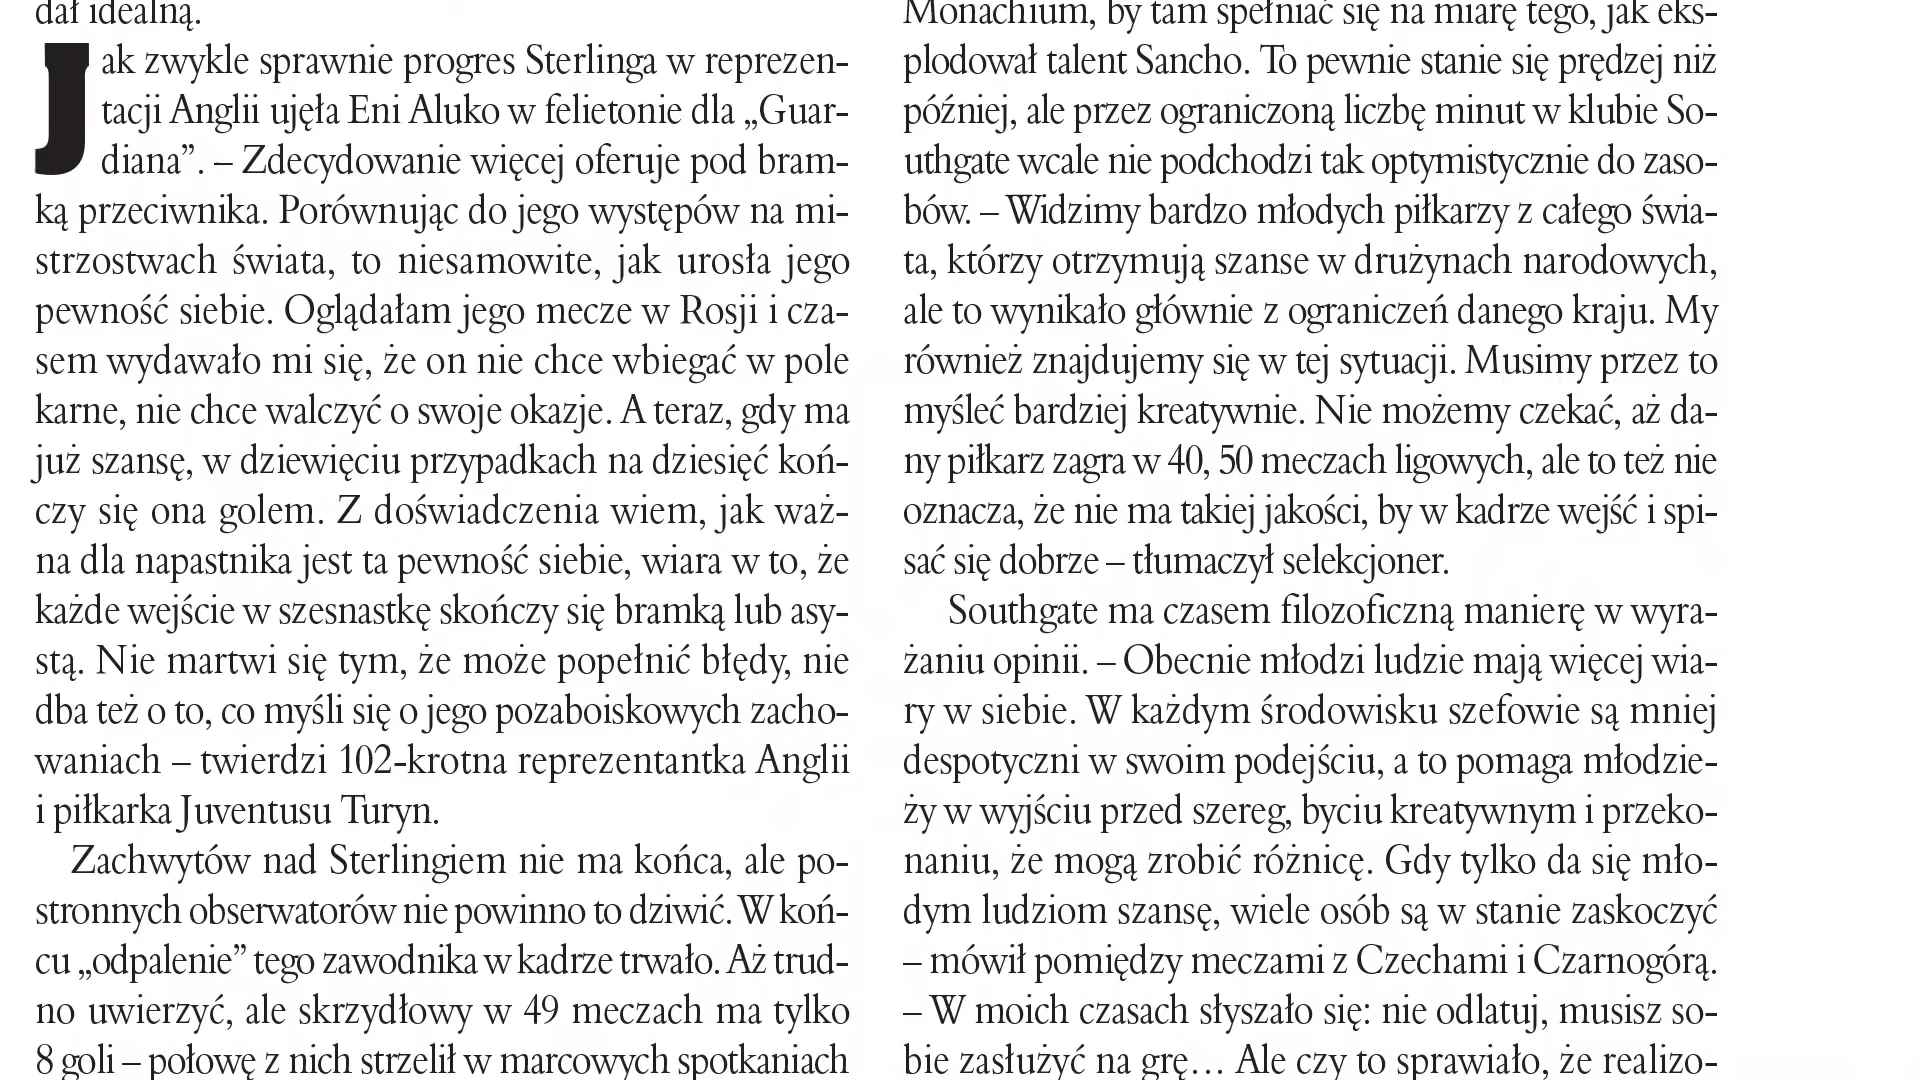 dał idealną.
Jak zwykle sprawnie progres Sterlinga w reprezen-
tacji Anglii ujęła Eni Aluko w felietonie dla „Guar-
diana”. – Zdecydowanie więcej oferuje pod bram-
ką przeciwnika. Porównując do jego występów na mi-
strzostwach świata, to niesamowite, jak urosła jego
pewność siebie. Oglądałam jego mecze w Rosji i cza-
sem wydawało mi się, że on nie chce wbiegać w pole
karne, nie chce walczyć o swoje okazje. A teraz, gdy ma
już szansę, w dziewięciu przypadkach na dziesięć koń-
czy się ona golem. Z doświadczenia wiem, jak waż-
na dla napastnika jest ta pewność siebie, wiara w to, że
każde wejście w szesnastkę skończy się bramką lub asy-
stą. Nie martwi się tym, że może popełnić błędy, nie
dba też o to, co myśli się o jego pozaboiskowych zacho-
waniach – twierdzi 102-krotna reprezentantka Anglii
i piłkarka Juventusu Turyn.
Zachwytów nad Sterlingiem nie ma końca, ale po-
stronnych obserwatorów nie powinno to dziwić. W koń-
cu „odpalenie” tego zawodnika w kadrze trwało. Aż trud-
no uwierzyć, ale skrzydłowy w 49 meczach ma tylko
8 goli – połowę z nich strzelił w marcowych spotkaniach
Monachium, by tam spełniać się na miarę tego, jak eks-
plodował talent Sancho. To pewnie stanie się prędzej niż
później, ale przez ograniczoną liczbę minut w klubie So-
uthgate wcale nie podchodzi tak optymistycznie do zaso-
bów. – Widzimy bardzo młodych piłkarzy z całego świa-
ta, którzy otrzymują szanse w drużynach narodowych,
ale to wynikało głównie z ograniczeń danego kraju. My
również znajdujemy się w tej sytuacji. Musimy przez to
myśleć bardziej kreatywnie. Nie możemy czekać, aż da-
ny piłkarz zagra w 40, 50 meczach ligowych, ale to też nie
oznacza, że nie ma takiej jakości, by w kadrze wejść i spi-
sać się dobrze – tłumaczył selekcjoner.
Southgate ma czasem filozoficzną manierę w wyra-
żaniu opinii. – Obecnie młodzi ludzie mają więcej wia-
ry w siebie. W każdym środowisku szefowie są mniej
despotyczni w swoim podejściu, a to pomaga młodzie-
ży w wyjściu przed szereg, byciu kreatywnym i przeko-
naniu, że mogą zrobić różnicę. Gdy tylko da się mło-
dym ludziom szansę, wiele osób są w stanie zaskoczyć
– mówił pomiędzy meczami z Czechami i Czarnogórą.
– W moich czasach słyszało się: nie odlatuj, musisz so-
bie zasłużyć na grę… Ale czy to sprawiało, że realizo-